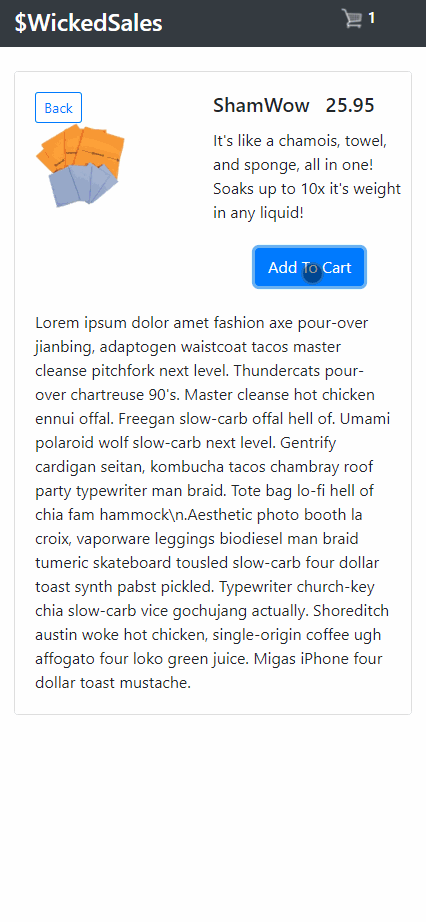 $WickedSales
1
Back
ShamWow 25.95
It's like a chamois, towel,
and sponge, all in one!
Soaks up to 10x it's weight
in any liquid!
Add To Cart
Lorem ipsum dolor amet fashion axe pour-over
jianbing, adaptogen waistcoat tacos master
cleanse pitchfork next level. Thundercats pour-
over chartreuse 90's. Master cleanse hot chicken
ennui offal. Freegan slow-carb offal hell of. Umami
polaroid wolf slow-carb next level. Gentrify
cardigan seitan, kombucha tacos chambray roof
party typewriter man braid. Tote bag lo-fi hell of
chia fam hammock\n.Aesthetic photo booth la
croix, vaporware leggings biodiesel man braid
tumeric skateboard tousled slow-carb four dollar
toast synth pabst pickled. Typewriter church-key
chia slow-carb vice gochujang actually. Shoreditch
austin woke hot chicken, single-origin coffee ugh
affogato four loko green juice. Migas iPhone four
dollar toast mustache.